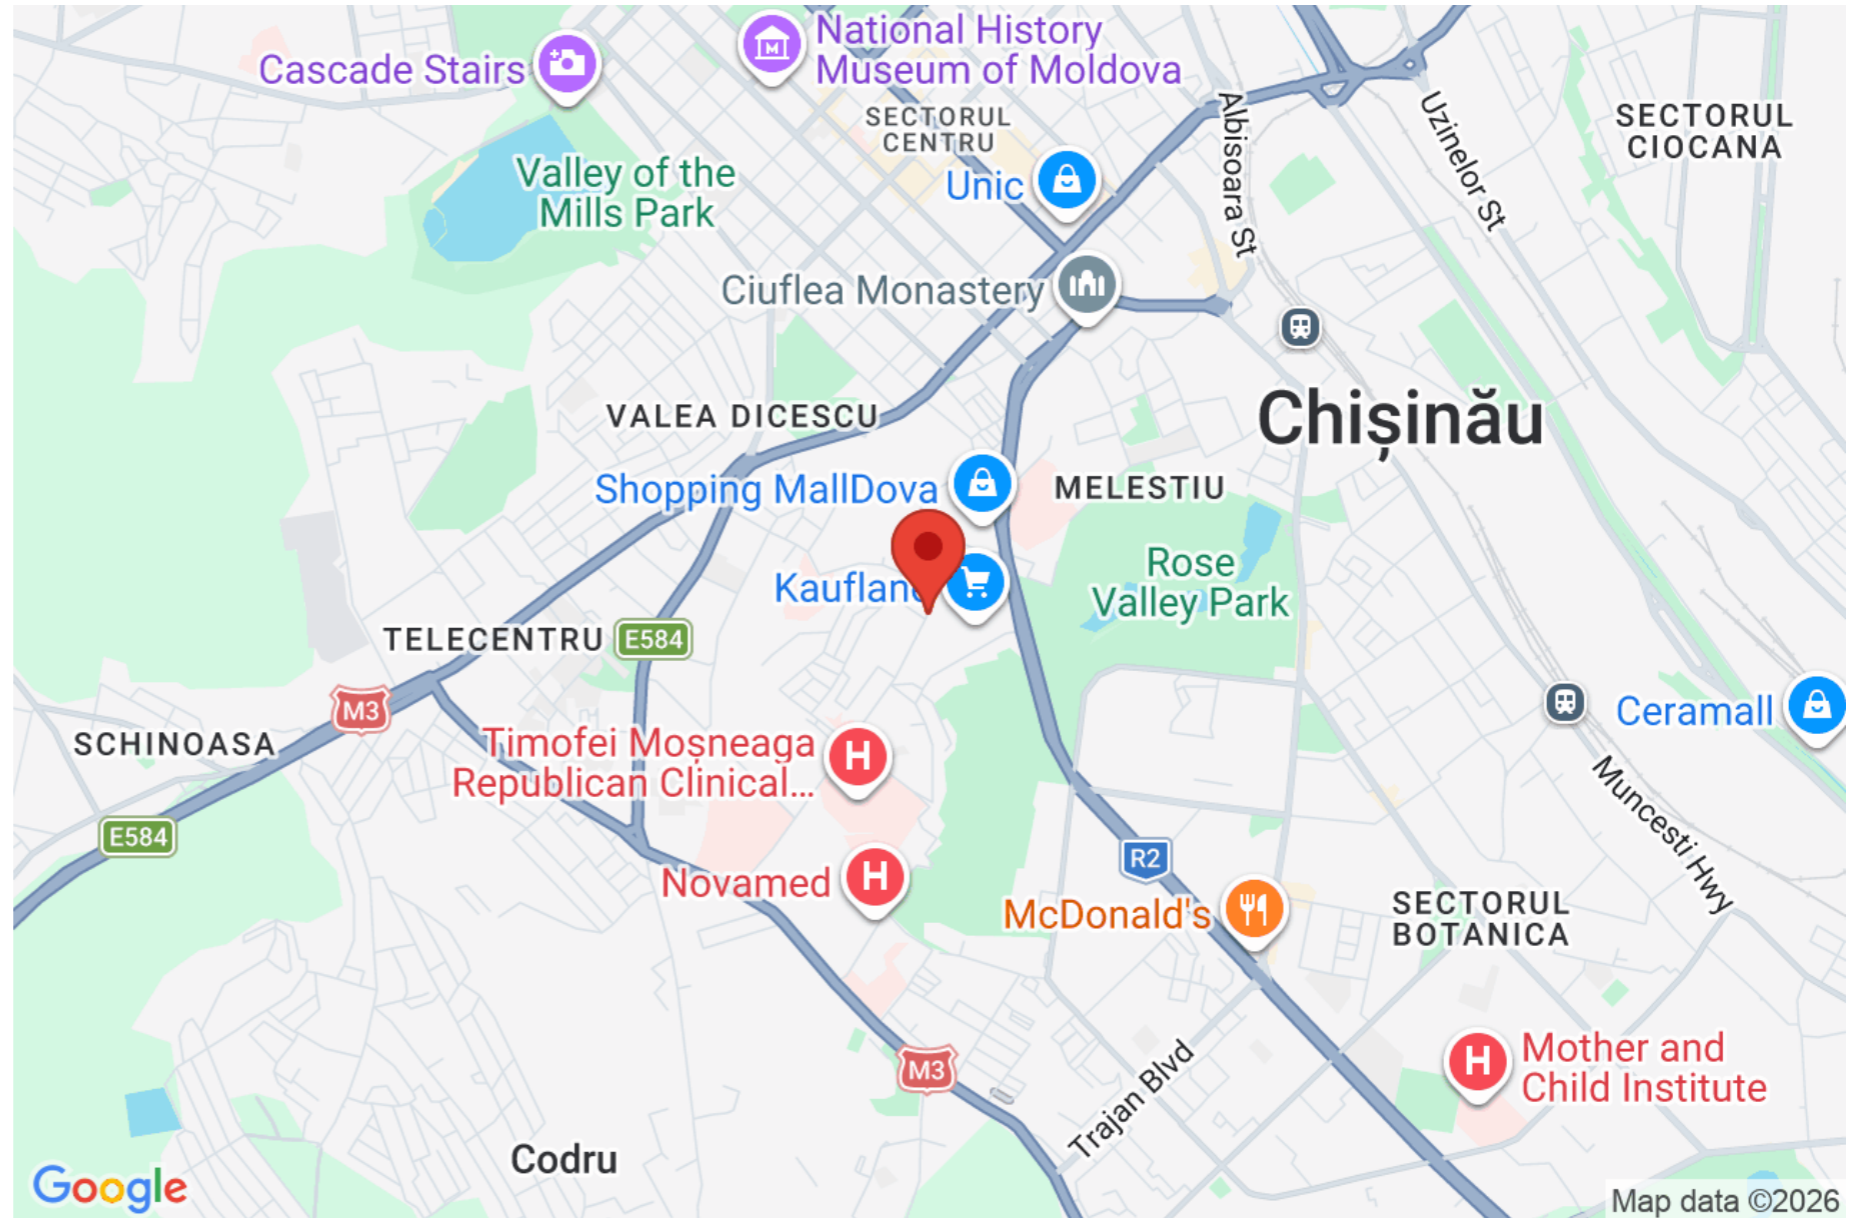 National History
Museum of Moldova
Cascade Stairs
SECTORUL
CENTRU
SECTORUL
CIOCANA
Albisoara St
Uzinelor St
Valley of the
Mills Park
Unic
Ciuflea Monastery
Chișinău
VALEA DICESCU
Shopping MallDova
MELESTIU
Rose
Valley Park
Kaufland
TELECENTRU
E584
M3
SCHINOASA
Timofei Moșneaga
Republican Clinical...
Ceramall
E584
Muncesti Hwy
R2
Novamed
McDonald's
SECTORUL
BOTANICA
M3
Trajan Blvd
Mother and
Child Institute
Codru
Google
Map data ©2026